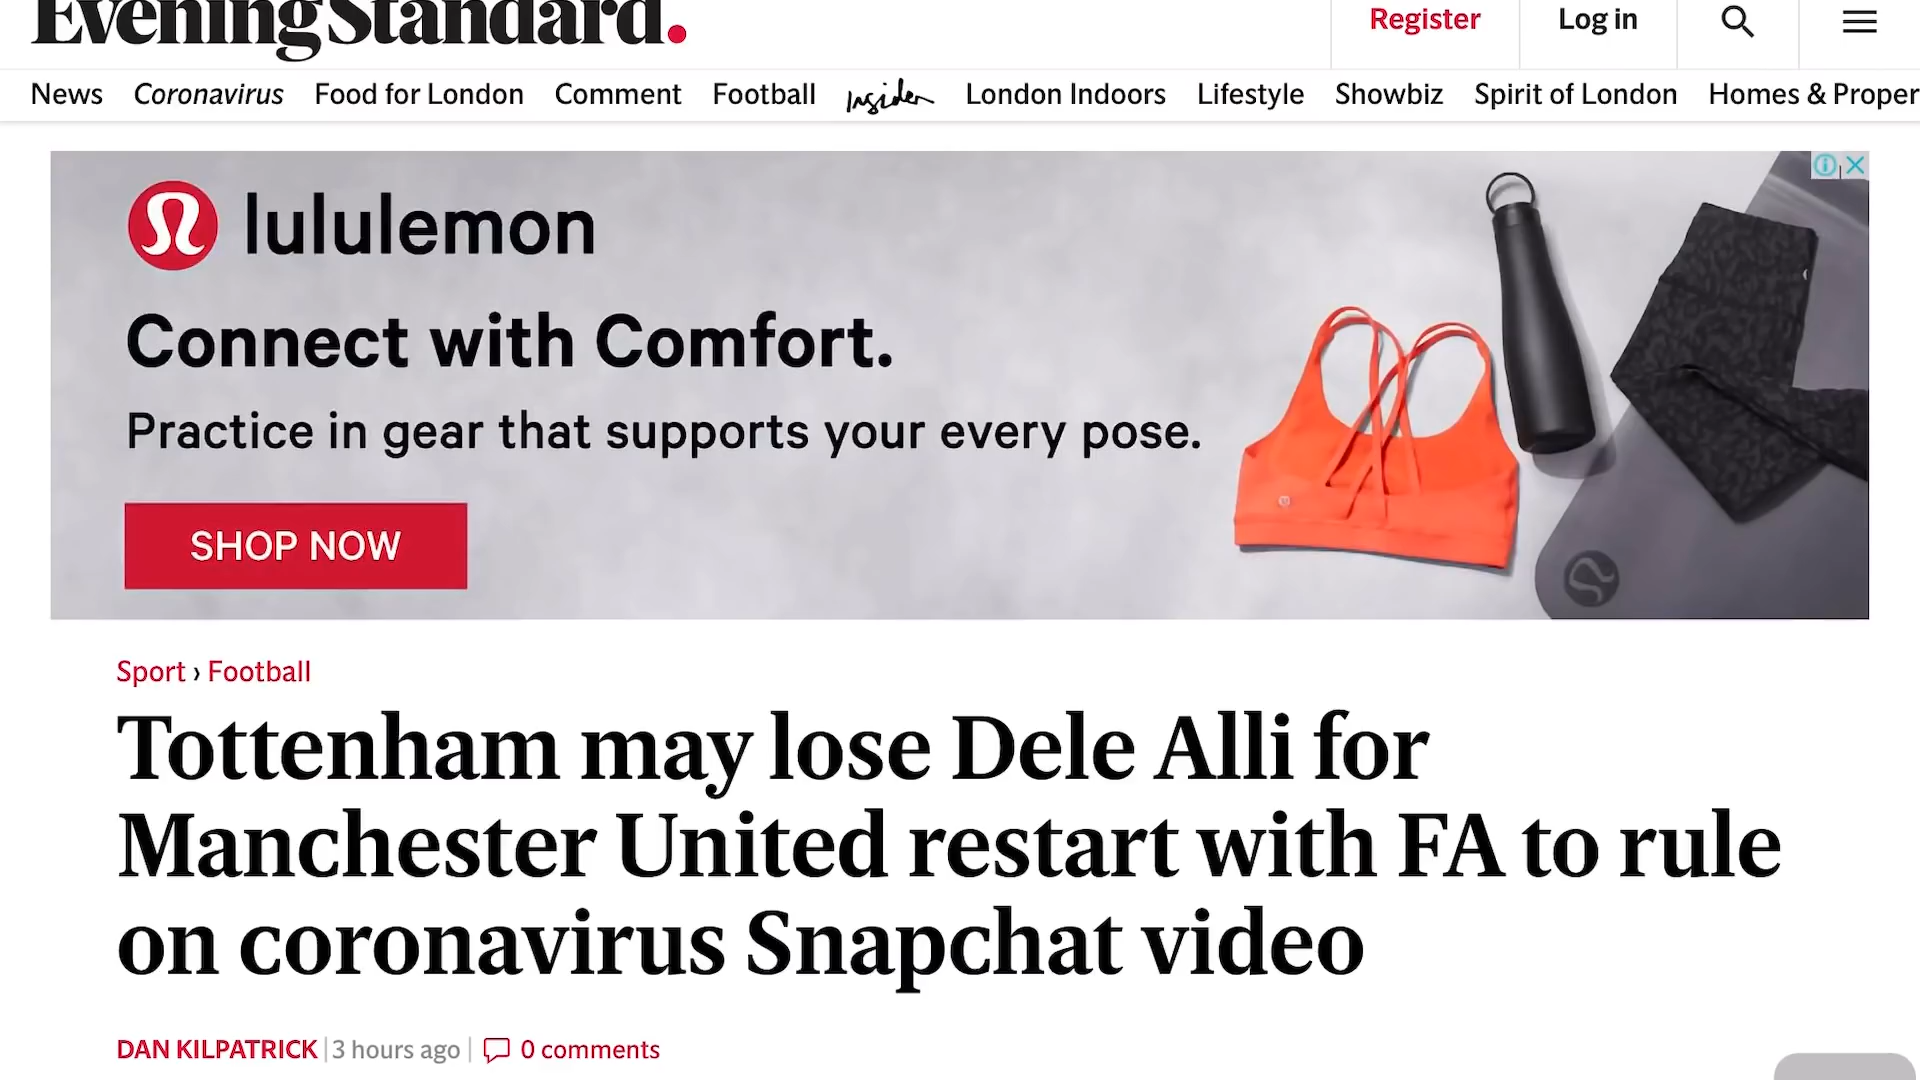 Evening Standard.
Register
Log in
News Coronavirus Food for London Comment Football Insider London Indoors Lifestyle Showbiz Spirit of London Homes & Proper
lululemon
Connect with Comfort.
Practice in gear that supports your every pose.
SHOP NOW
Sport › Football
Tottenham may lose Dele Alli for
Manchester United restart with FA to rule
on coronavirus Snapchat video
DAN KILPATRICK | 3 hours ago | 0 comments